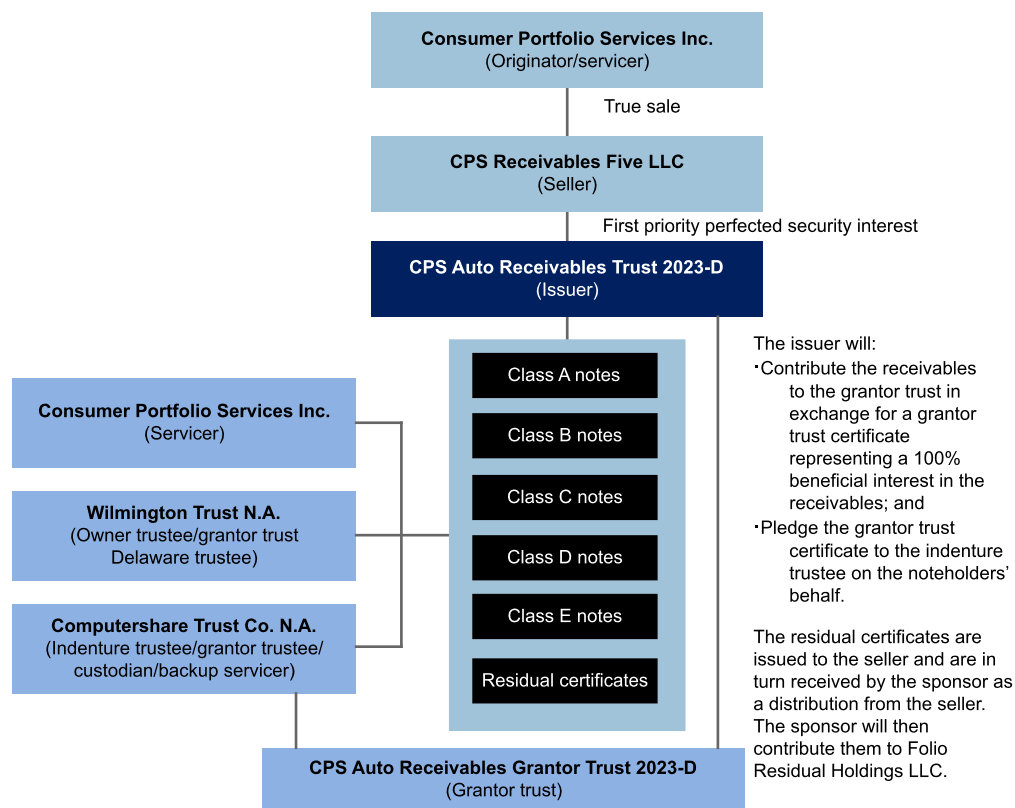 Consumer Portfolio Services Inc.
(Originator/servicer)
True sale
CPS Receivables Five LLC
(Seller)
First priority perfected security interest
CPS Auto Receivables Trust 2023-D
(Issuer)
Class A notes
Class B notes
Class C notes
Class D notes
Class E notes
Residual certificates
Consumer Portfolio Services Inc.
(Servicer)
Wilmington Trust N.A.
(Owner trustee/grantor trust
Delaware trustee)
Computershare Trust Co. N.A.
(Indenture trustee/grantor trustee/
custodian/backup servicer)
The issuer will:
·Contribute the receivables
to the grantor trust in
exchange for a grantor
trust certificate
representing a 100%
beneficial interest in the
receivables; and
·Pledge the grantor trust
certificate to the indenture
trustee on the noteholders’
behalf.
The residual certificates are
issued to the seller and are in
turn received by the sponsor as
a distribution from the seller.
The sponsor will then
contribute them to Folio
Residual Holdings LLC.
CPS Auto Receivables Grantor Trust 2023-D
(Grantor trust)